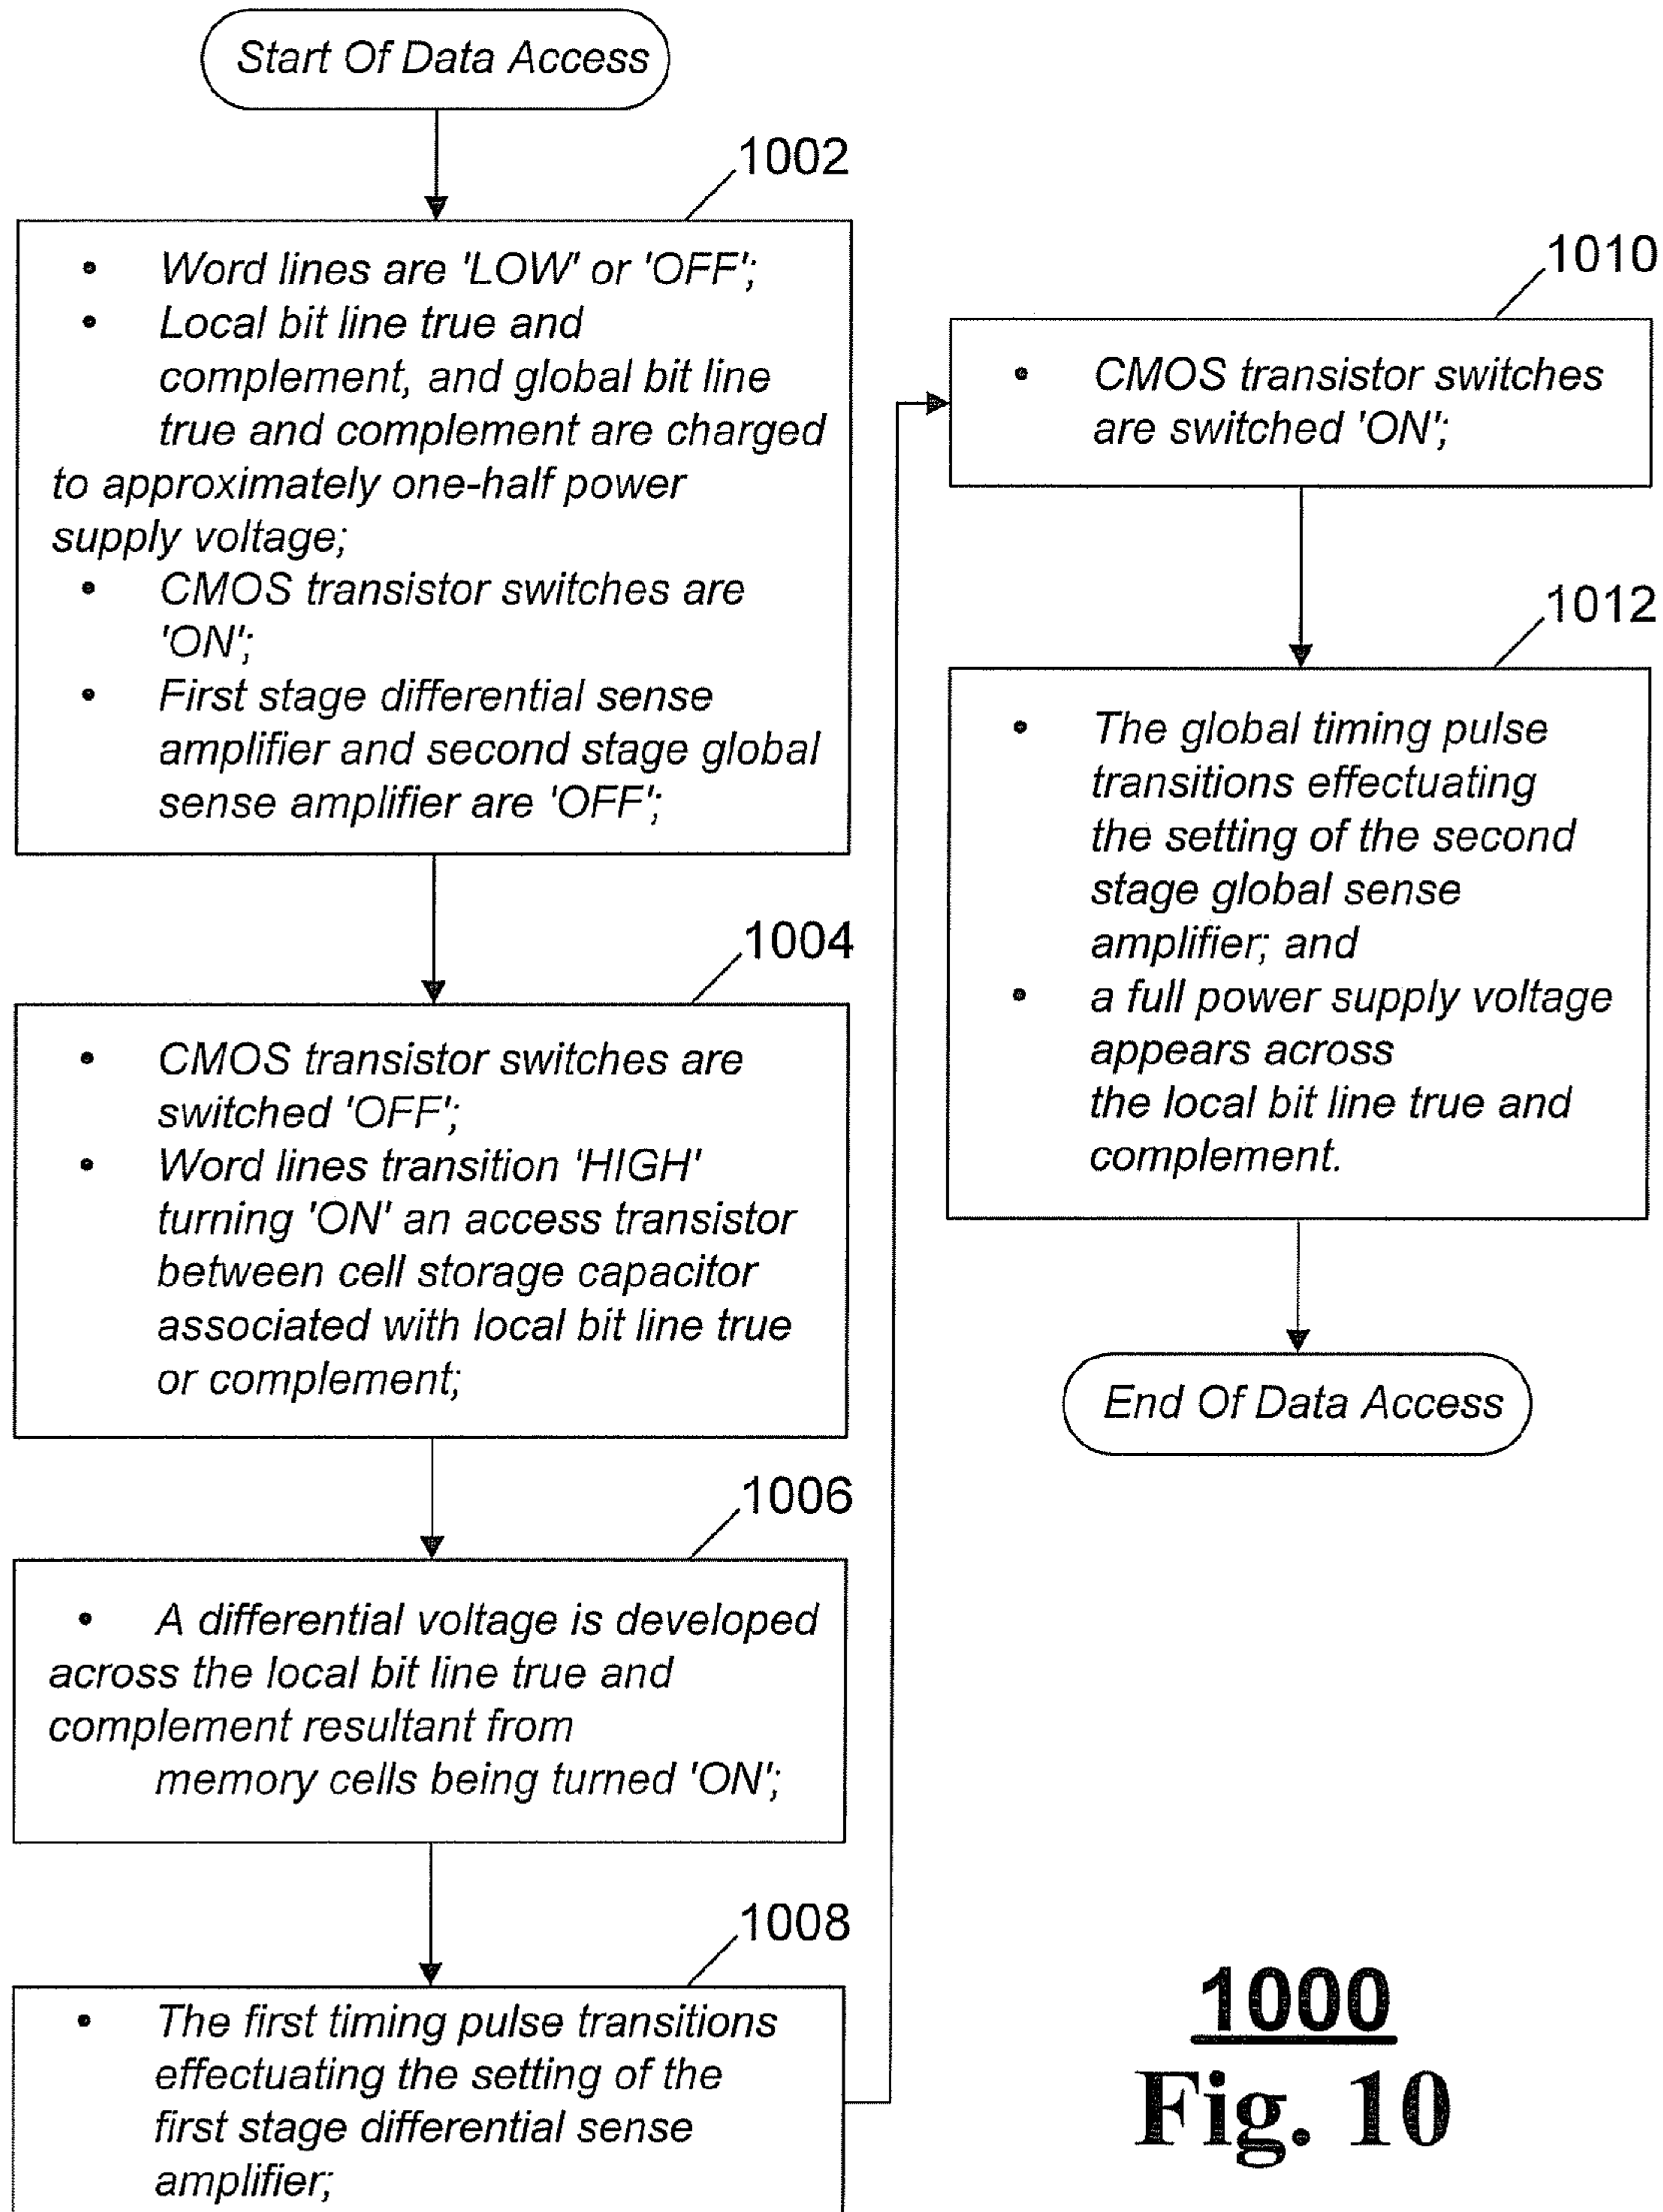 Start Of Data Access
1002
• Word lines are 'LOW' or 'OFF';
• Local bit line true and
complement, and global bit line
true and complement are charged
to approximately one-half power
supply voltage;
• CMOS transistor switches are
'ON';
• First stage differential sense
amplifier and second stage global
sense amplifier are 'OFF';
1004
• CMOS transistor switches are
switched 'OFF';
• Word lines transition 'HIGH'
turning 'ON' an access transistor
between cell storage capacitor
associated with local bit line true
or complement;
1006
• A differential voltage is developed
across the local bit line true and
complement resultant from
memory cells being turned 'ON';
1008
• The first timing pulse transitions
effectuating the setting of the
first stage differential sense
amplifier;
1010
• CMOS transistor switches
are switched 'ON';
1012
• The global timing pulse
transitions effectuating
the setting of the second
stage global sense
amplifier; and
• a full power supply voltage
appears across
the local bit line true and
complement.
End Of Data Access
1000
Fig. 10